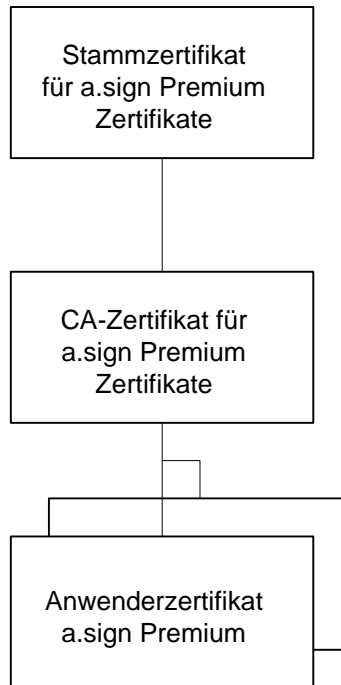 Stammzertifikat
für a.sign Premium
Zertifikate
CA-Zertifikat für
a.sign Premium
Zertifikate
Anwenderzertifikat
a.sign Premium